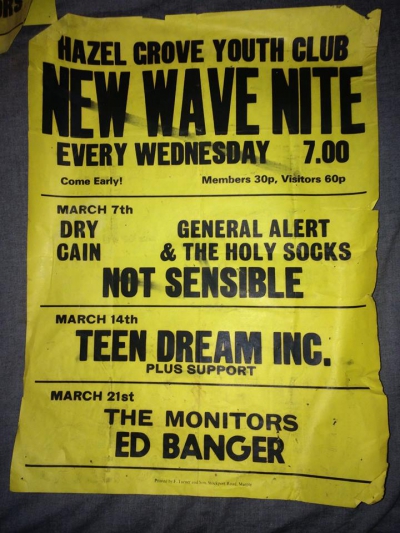 HAZEL GROVE YOUTH CLUB
NEW WAVE NITE
EVERY WEDNESDAY 7.00
Come Early! Members 30p, Visitors 60p
MARCH 7th
DRY CAIN
GENERAL ALERT
& THE HOLY SOCKS
NOT SENSIBLE
MARCH 14th
TEEN DREAM INC.
PLUS SUPPORT
MARCH 21st
THE MONITORS
ED BANGER